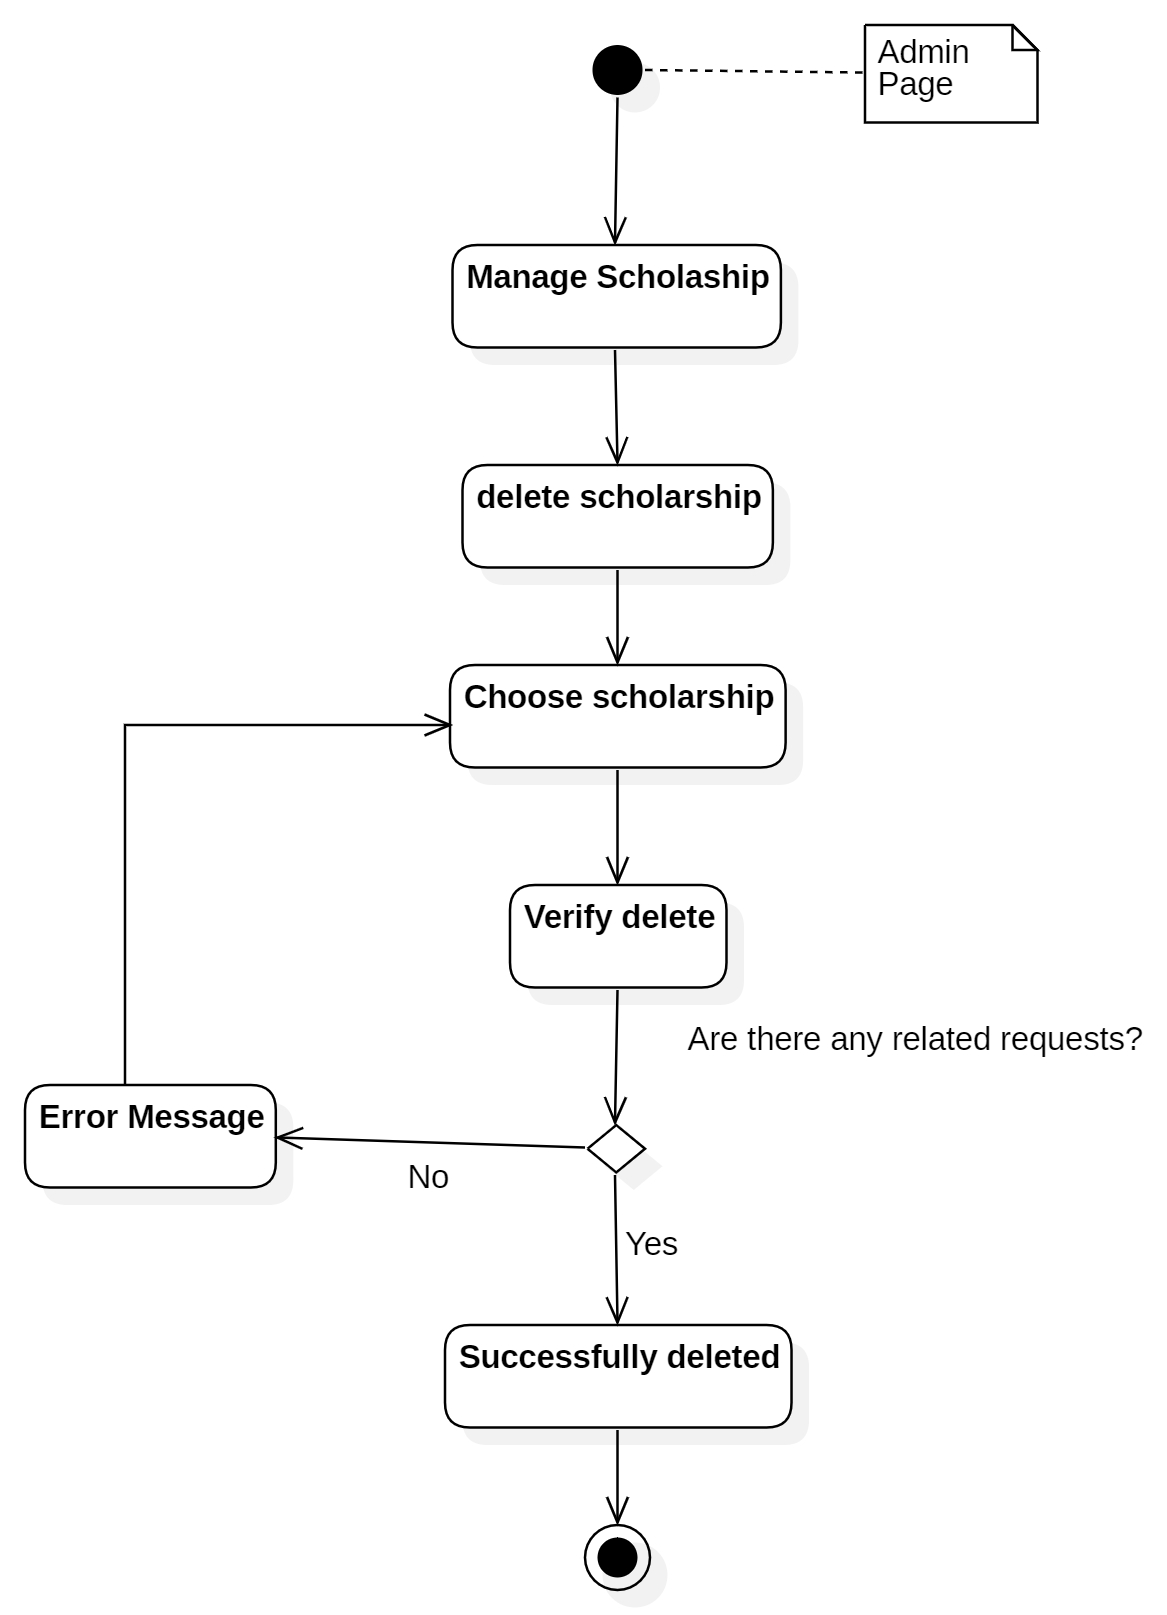 Admin
Page
Manage Scholaship
delete scholarship
Choose scholarship
Verify delete
Are there any related requests?
Error Message
No
Yes
Successfully deleted